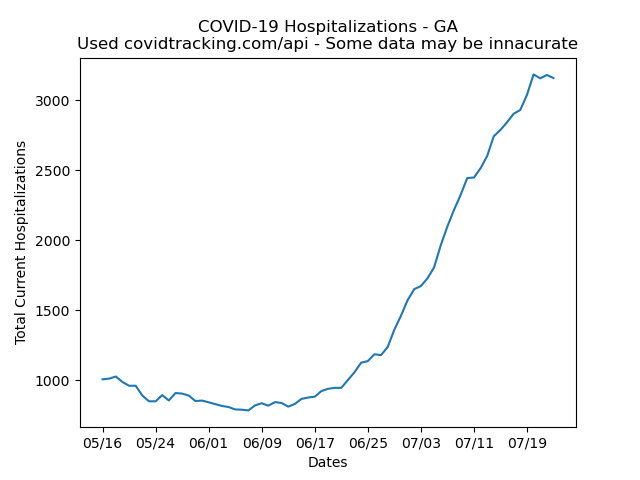 COVID-19 Hospitalizations - GA
Used covidtracking.com/api - Some data may be innacurate
Total Current Hospitalizations
3000
2500
2000
1500
1000
05/16 05/24 06/01 06/09 06/17 06/25 07/03 07/11 07/19
Dates